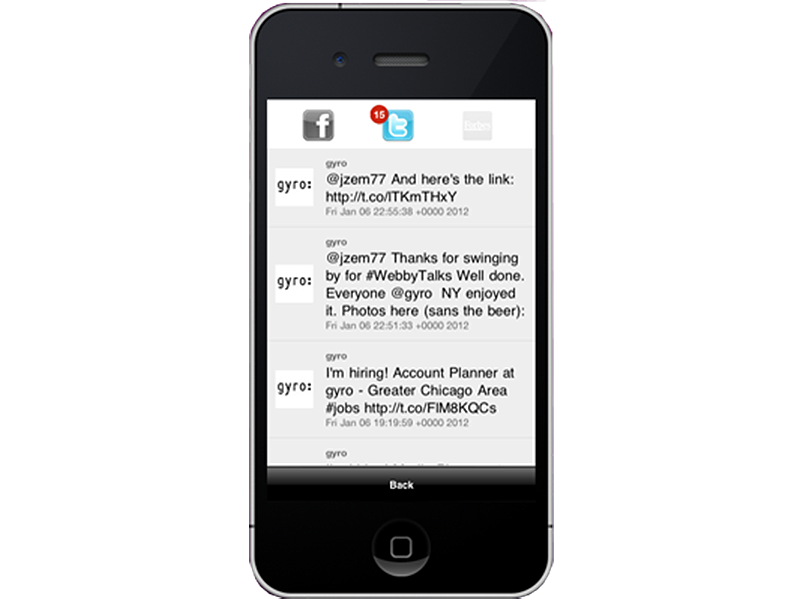 f
15
t
Forbes
gyro
gyro:
@jzem77 And here's the link:
http://t.co/lTKmTHxY
Fri Jan 06 22:55:38 +0000 2012
gyro
gyro:
@jzem77 Thanks for swinging
by for #WebbyTalks Well done.
Everyone @gyro NY enjoyed
it. Photos here (sans the beer):
Fri Jan 06 22:51:33 +0000 2012
gyro
gyro:
I'm hiring! Account Planner at
gyro - Greater Chicago Area
#jobs http://t.co/FlM8KQCs
Fri Jan 06 19:19:59 +0000 2012
gyro
Back